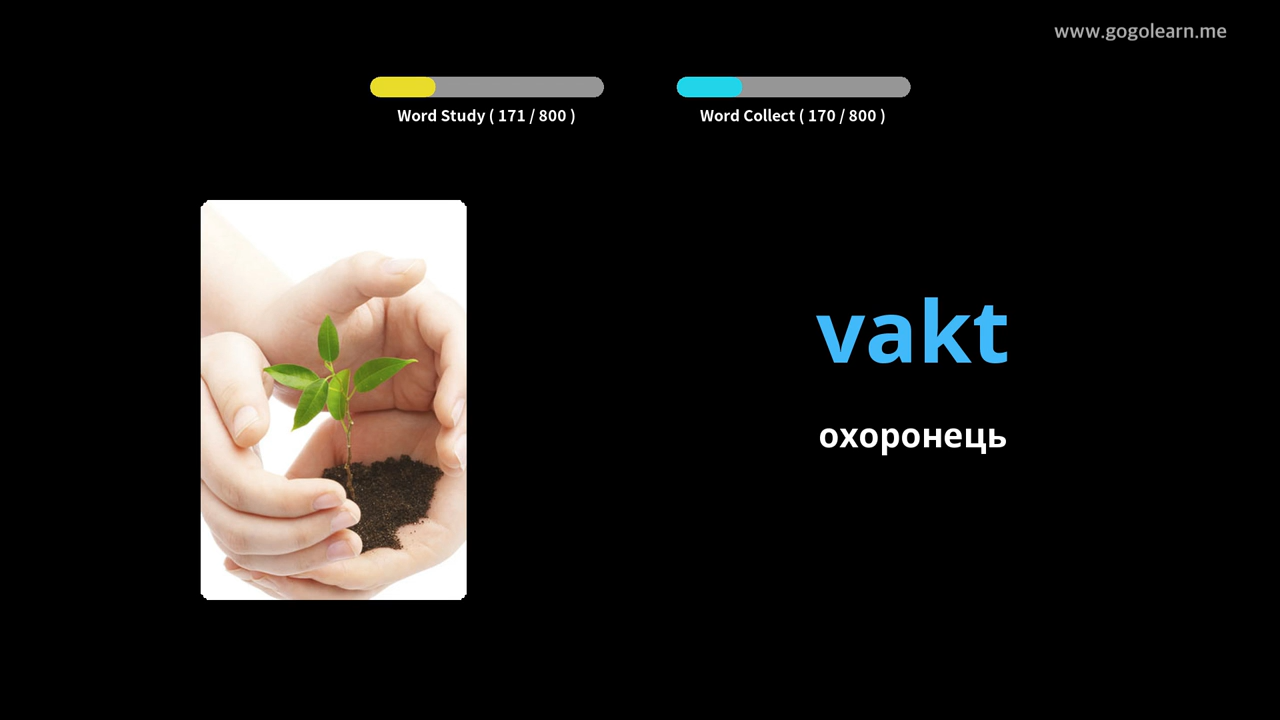 www.gogolearn.me
Word Study ( 171 / 800 )
Word Collect ( 170 / 800 )
vakt
охоронець